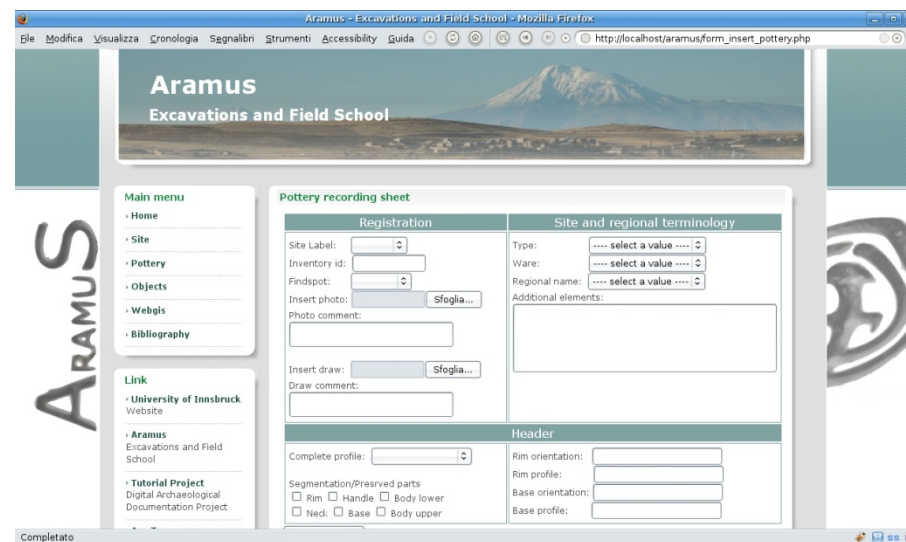 Aramus - Excavations and Field School - Mozilla Firefox
File Modifica Visualizza Cronologia Segnalibri Strumenti Accessibility Guida http://localhost/aramus/form_insert_pottery.php
Aramus
Excavations and Field School
ARAMUS
Main menu
Home
Site
Pottery
Objects
Webgis
Bibliography
Link
University of Innsbruck
Website
Aramus
Excavations and Field
School
Tutorial Project
Digital Archaeological
Documentation Project
Pottery recording sheet
Registration
Site Label:
Inventory id:
Findspot:
Insert photo: Sfoglia...
Photo comment:
Insert draw: Sfoglia...
Draw comment:
Site and regional terminology
Type: ---- select a value ----
Ware: ---- select a value ----
Regional name: ---- select a value ----
Additional elements:
Header
Complete profile:
Segmentation/Presrved parts
Rim Handle Body lower
Neck: Base Body upper
Rim orientation:
Rim profile:
Base orientation:
Base profile:
Completato